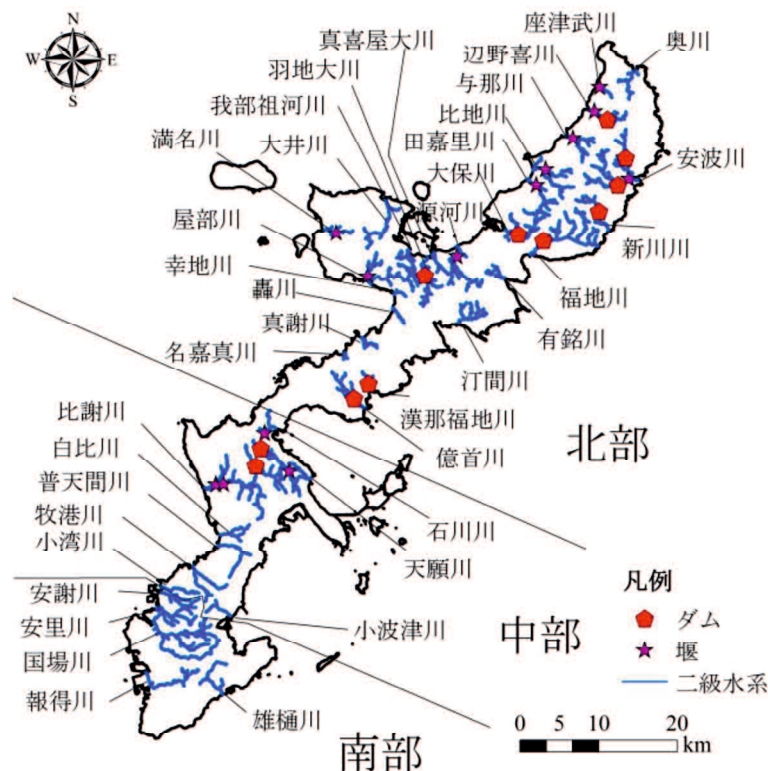 N
W
E
S
座津武川
奥川
真喜屋大川
辺野喜川
羽地大川
与那川
我部祖河川
比地川
満名川
大井川
田嘉里川
安波川
大保川
屋部川
源河川
新川川
幸地川
福地川
轟川
有銘川
真謝川
名嘉真川
汀間川
漢那福地川
比謝川
億首川
北部
白比川
普天間川
石川川
牧港川
天願川
小湾川
安謝川
小波津川
中部
安里川
国場川
報得川
雄樋川
南部
凡例
ダム
堰
二級水系
0 5 10 20
km